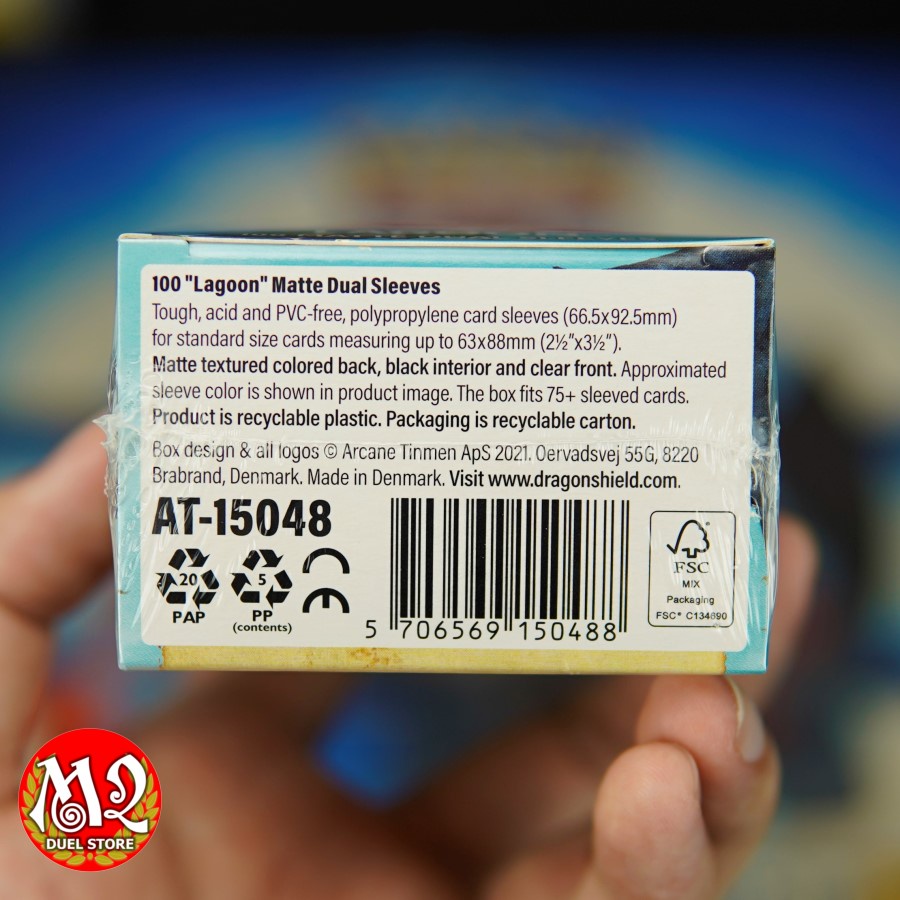 100 "Lagoon" Matte Dual Sleeves
Tough, acid and PVC-free, polypropylene card sleeves (66.5x92.5mm)
for standard size cards measuring up to 63x88mm (2½"x3½").
Matte textured colored back, black interior and clear front. Approximated
sleeve color is shown in product image. The box fits 75+ sleeved cards.
Product is recyclable plastic. Packaging is recyclable carton.
Box design & all logos © Arcane Tinmen ApS 2021. Oervadsvej 55G, 8220
Brabrand, Denmark. Made in Denmark. Visit www.dragonshield.com.
AT-15048
20
PAP
5
PP
(contents)
CE
5 706569 150488
FSC
MIX
Packaging
FSC® C134690
M2
DUEL STORE